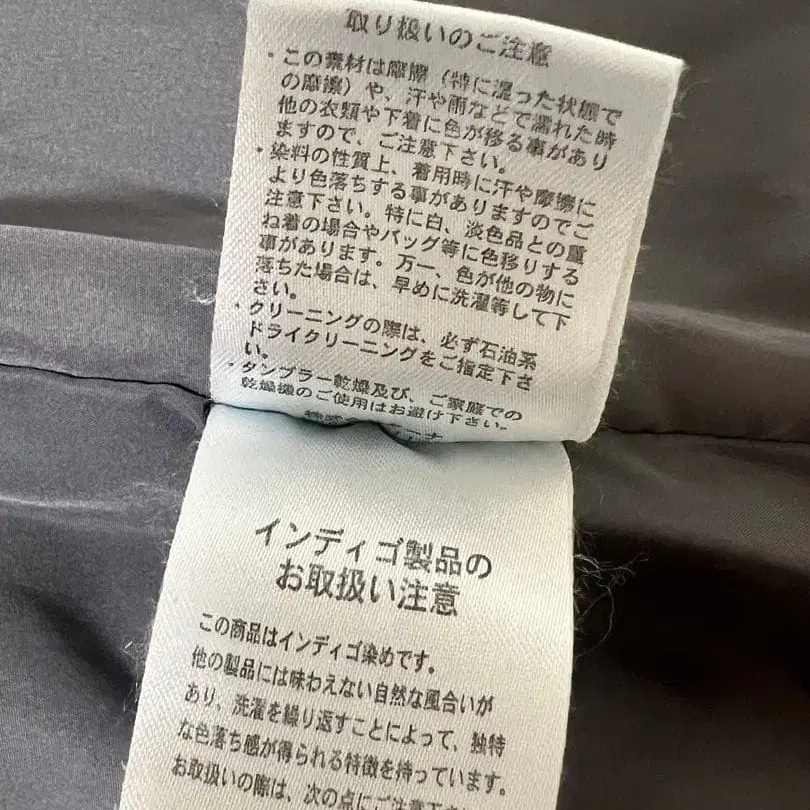 取り扱いのご注意
・この素材は摩擦（特に湿った状態で
の摩擦）や、汗や雨などで濡れた時
他の衣類や下着に色が移る事があり
ますので、ご注意下さい。
・染料の性質上、着用時に汗や摩擦に
より色落ちする事がありますのでご
注意下さい。特に白、淡色品との重
ね着の場合やバッグ等に色移りする
事があります。万一、色が他の物に
落ちた場合は、早めに洗濯等して下
さい。
・クリーニングの際は、必ず石油系
ドライクリーニングをご指定下さ
い。
・タンブラー乾燥及び、ご家庭での
乾燥機のご使用はお避け下さい。
インディゴ製品の
お取扱い注意
この商品はインディゴ染めです。
他の製品には味わえない自然な風合いが
あり、洗濯を繰り返すことによって、独特
な色落ち感が得られる特徴を持っています。
お取扱いの際は、次の点にご注意下さ